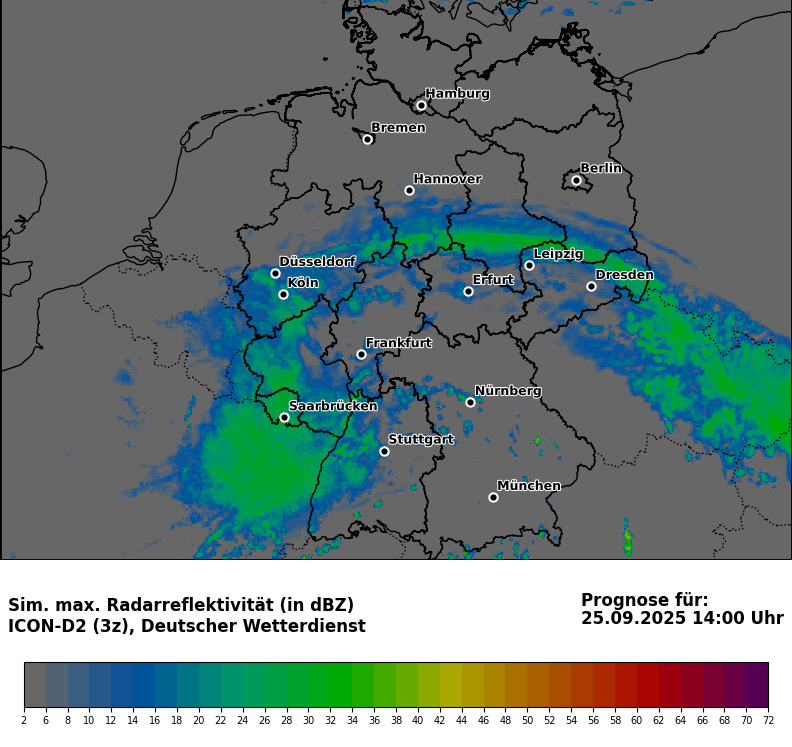 Hamburg
Bremen
Berlin
Hannover
Leipzig
Düsseldorf
Dresden
Erfurt
Köln
Frankfurt
Nürnberg
Saarbrücken
Stuttgart
München
Sim. max. Radarreflektivität (in dBZ)
ICON-D2 (3z), Deutscher Wetterdienst
Prognose für:
25.09.2025 14:00 Uhr
2 6 8 10 12 14 16 18 20 22 24 26 28 30 32 34 36 38 40 42 44 46 48 50 52 54 56 58 60 62 64 66 68 70 72